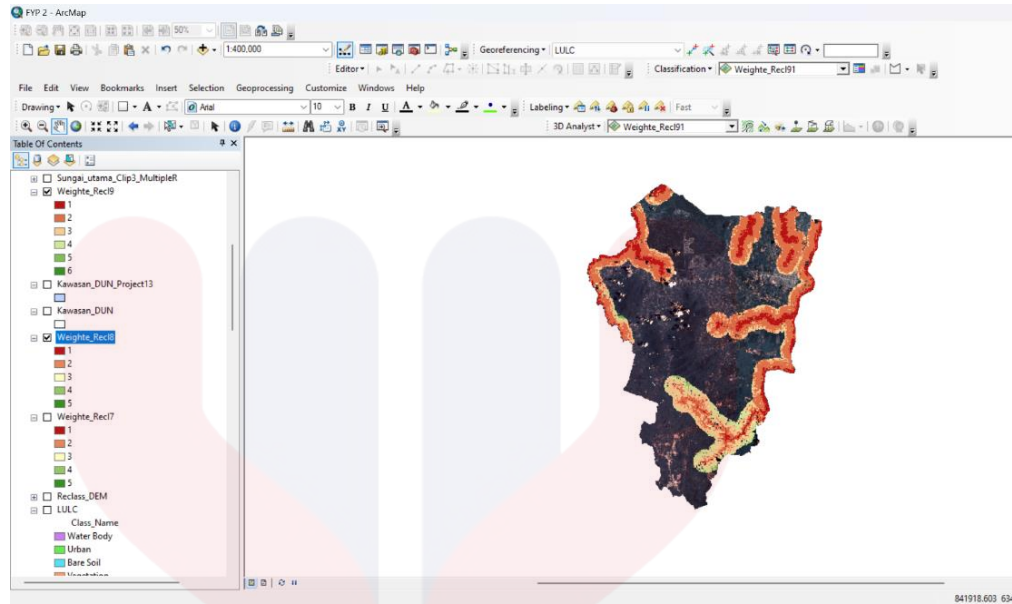 FYP 2 - ArcMap
50%
1:400,000
Georeferencing
LULC
Editor
Classification
Weighte_Recl91
File Edit View Bookmarks Insert Selection Geoprocessing Customize Windows Help
Drawing
A
Arial
10
B I U A
Labeling
Fast
3D Analyst
Weighte_Recl91
Table Of Contents
Sungai_utama_Clip3_MultipleR
Weighte_Recl9
1
2
3
4
5
6
Kawasan_DUN_Project13
Kawasan_DUN
Weighte_Recl8
1
2
3
4
5
Weighte_Recl7
1
2
3
4
5
Reclass_DEM
LULC
Class_Name
Water Body
Urban
Bare Soil
Vegetation
841918.603 634